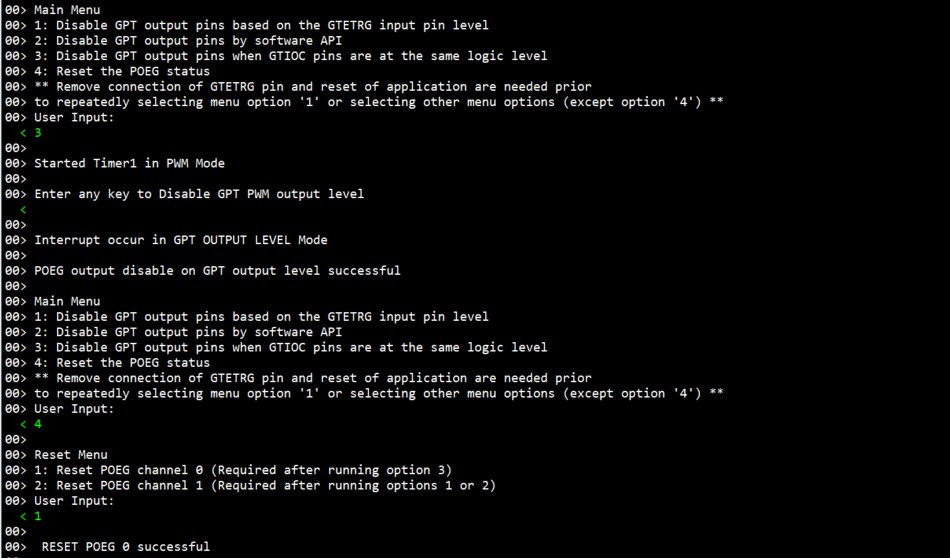 00> Main Menu
00> 1: Disable GPT output pins based on the GTETRG input pin level
00> 2: Disable GPT output pins by software API
00> 3: Disable GPT output pins when GTIOC pins are at the same logic level
00> 4: Reset the POEG status
00> ** Remove connection of GTETRG pin and reset of application are needed prior
00> to repeatedly selecting menu option '1' or selecting other menu options (except option '4') **
00> User Input:
< 3
00>
00> Started Timer1 in PWM Mode
00>
00> Enter any key to Disable GPT PWM output level
<
00>
00> Interrupt occur in GPT OUTPUT LEVEL Mode
00>
00> POEG output disable on GPT output level successful
00>
00> Main Menu
00> 1: Disable GPT output pins based on the GTETRG input pin level
00> 2: Disable GPT output pins by software API
00> 3: Disable GPT output pins when GTIOC pins are at the same logic level
00> 4: Reset the POEG status
00> ** Remove connection of GTETRG pin and reset of application are needed prior
00> to repeatedly selecting menu option '1' or selecting other menu options (except option '4') **
00> User Input:
< 4
00>
00> Reset Menu
00> 1: Reset POEG channel 0 (Required after running option 3)
00> 2: Reset POEG channel 1 (Required after running options 1 or 2)
00> User Input:
< 1
00>
00>  RESET POEG 0 successful